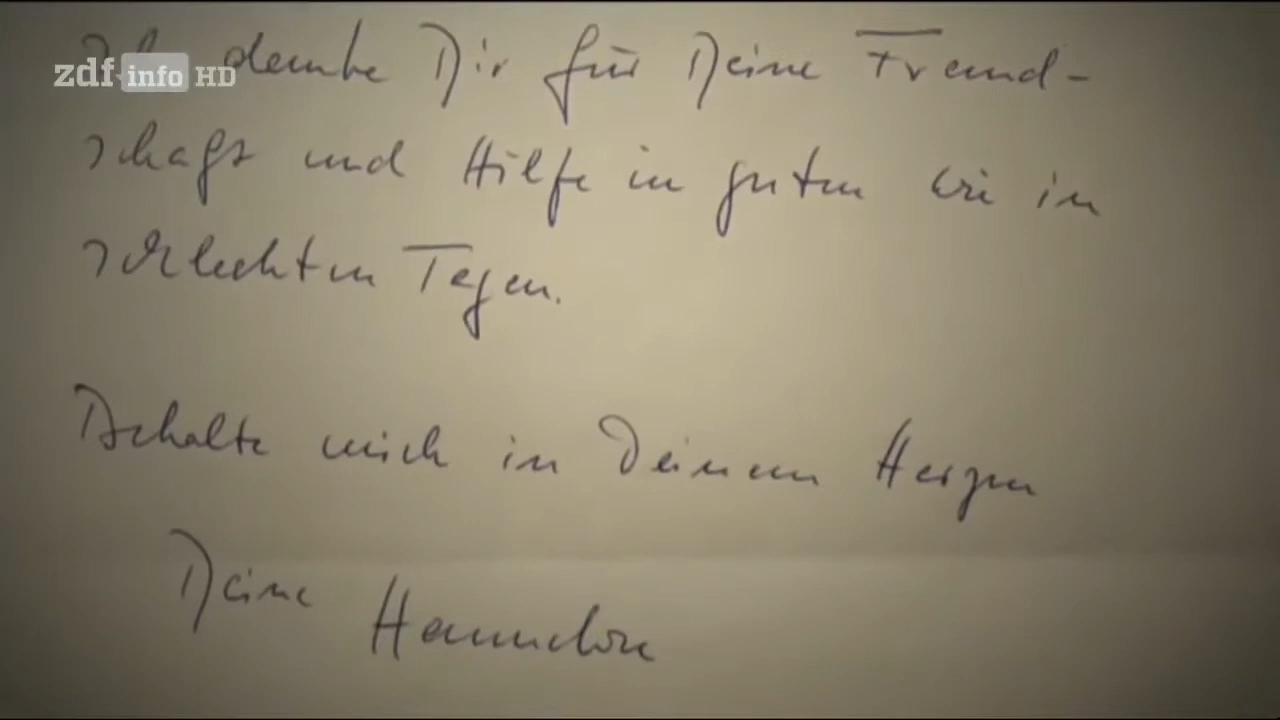 Ich danke Dir für Deine Freund-
zdf info HD
schaft und Hilfe in guten wie in
schlechten Tagen.
Behalte mich in Deinem Herzen
Deine Hannelore